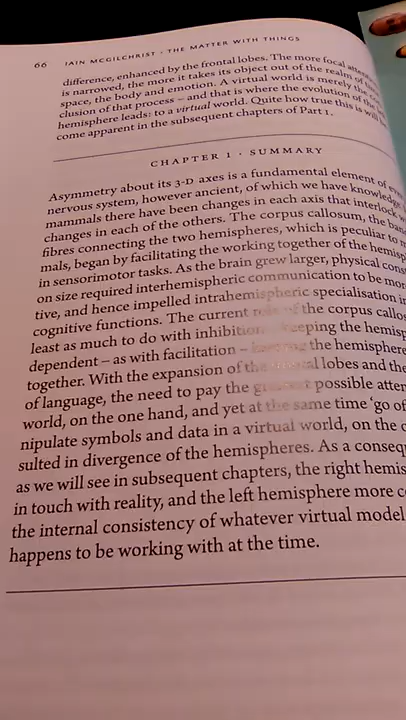 66 IAIN MCGILCHRIST · THE MATTER WITH THINGS
difference, enhanced by the frontal lobes. The more focal
is narrowed, the more it takes its object out of the realm of
space, the body and emotion. A virtual world is merely the
clusion of that process – and that is where the evolution of the
hemisphere leads: to a virtual world. Quite how true this is will
come apparent in the subsequent chapters of Part 1.
CHAPTER 1 · SUMMARY
Asymmetry about its 3-D axes is a fundamental element of
nervous system, however ancient, of which we have knowledge
mammals there have been changes in each axis that interlock
changes in each of the others. The corpus callosum, the
fibres connecting the two hemispheres, which is peculiar to
mals, began by facilitating the working together of the
in sensorimotor tasks. As the brain grew larger, physical
on size required interhemispheric communication to be
tive, and hence impelled intrahemispheric specialisation
cognitive functions. The current of the corpus
least as much to do with inhibition keeping the
dependent – as with facilitation – the hemisphere
together. With the expansion of the lobes and the
of language, the need to pay the possible
world, on the one hand, and yet at the same time ‘go
nipulate symbols and data in a virtual world, on the
sulted in divergence of the hemispheres. As a
as we will see in subsequent chapters, the right
in touch with reality, and the left hemisphere more
the internal consistency of whatever virtual model
happens to be working with at the time.